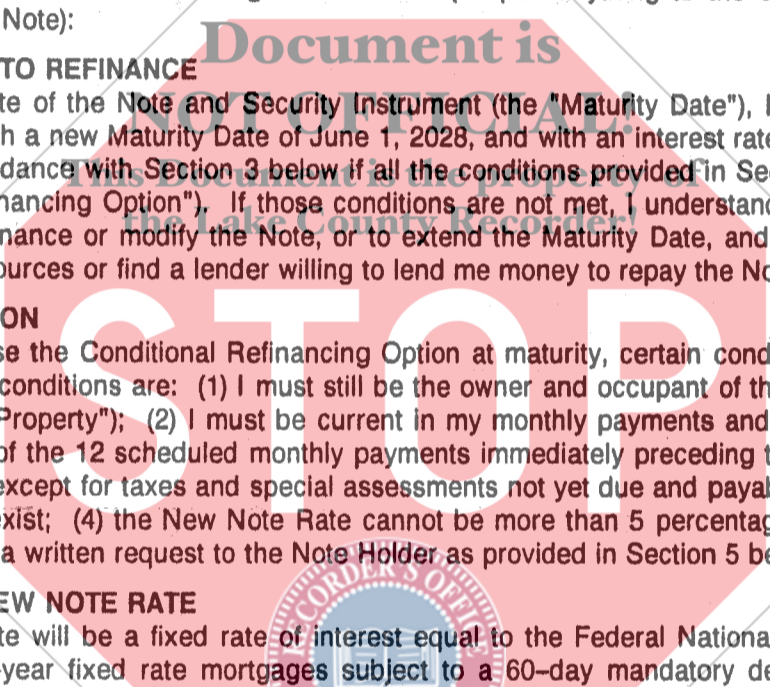 Note):
Document is
TO REFINANCE
te of the Note and Security Instrument (the "Maturity Date"), I
NOT OFFICIAL!
h a new Maturity Date of June 1, 2028, and with an interest rate
dance with Section 3 below if all the conditions provided in Se
This Document is the property of
nancing Option"). If those conditions are not met, I understand
the Lake County Recorder!
nance or modify the Note, or to extend the Maturity Date, and
ources or find a lender willing to lend me money to repay the No
STOP
ON
se the Conditional Refinancing Option at maturity, certain cond
conditions are: (1) I must still be the owner and occupant of th
Property"); (2) I must be current in my monthly payments and
of the 12 scheduled monthly payments immediately preceding t
except for taxes and special assessments not yet due and payab
exist; (4) the New Note Rate cannot be more than 5 percentag
a written request to the Note Holder as provided in Section 5 be
RECORDER'S OFFICE
EW NOTE RATE
te will be a fixed rate of interest equal to the Federal Nationa
-year fixed rate mortgages subject to a 60-day mandatory de